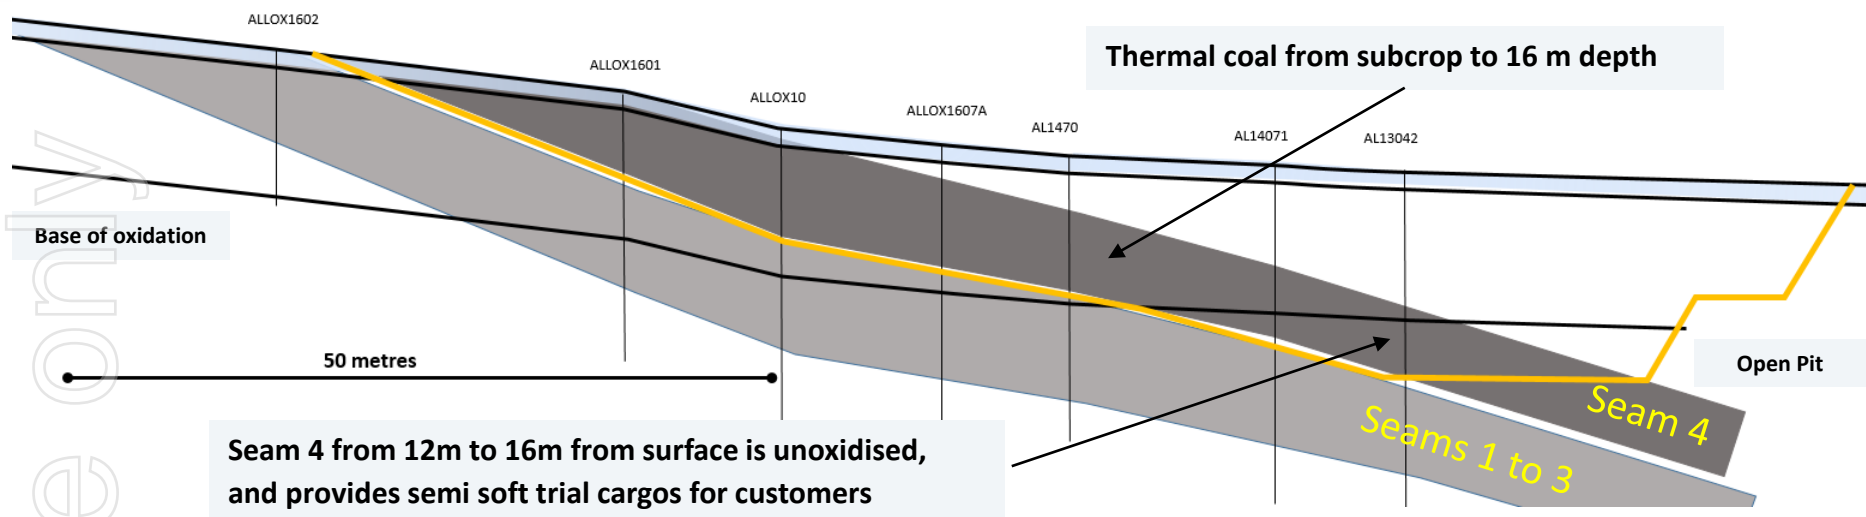 ALLOX1602
ALLOX1601
ALLOX10
ALLOX1607A
AL1470
AL14071
AL13042
Thermal coal from subcrop to 16 m depth
Base of oxidation
50 metres
Open Pit
Seam 4
Seams 1 to 3
Seam 4 from 12m to 16m from surface is unoxidised,
and provides semi soft trial cargos for customers
e only